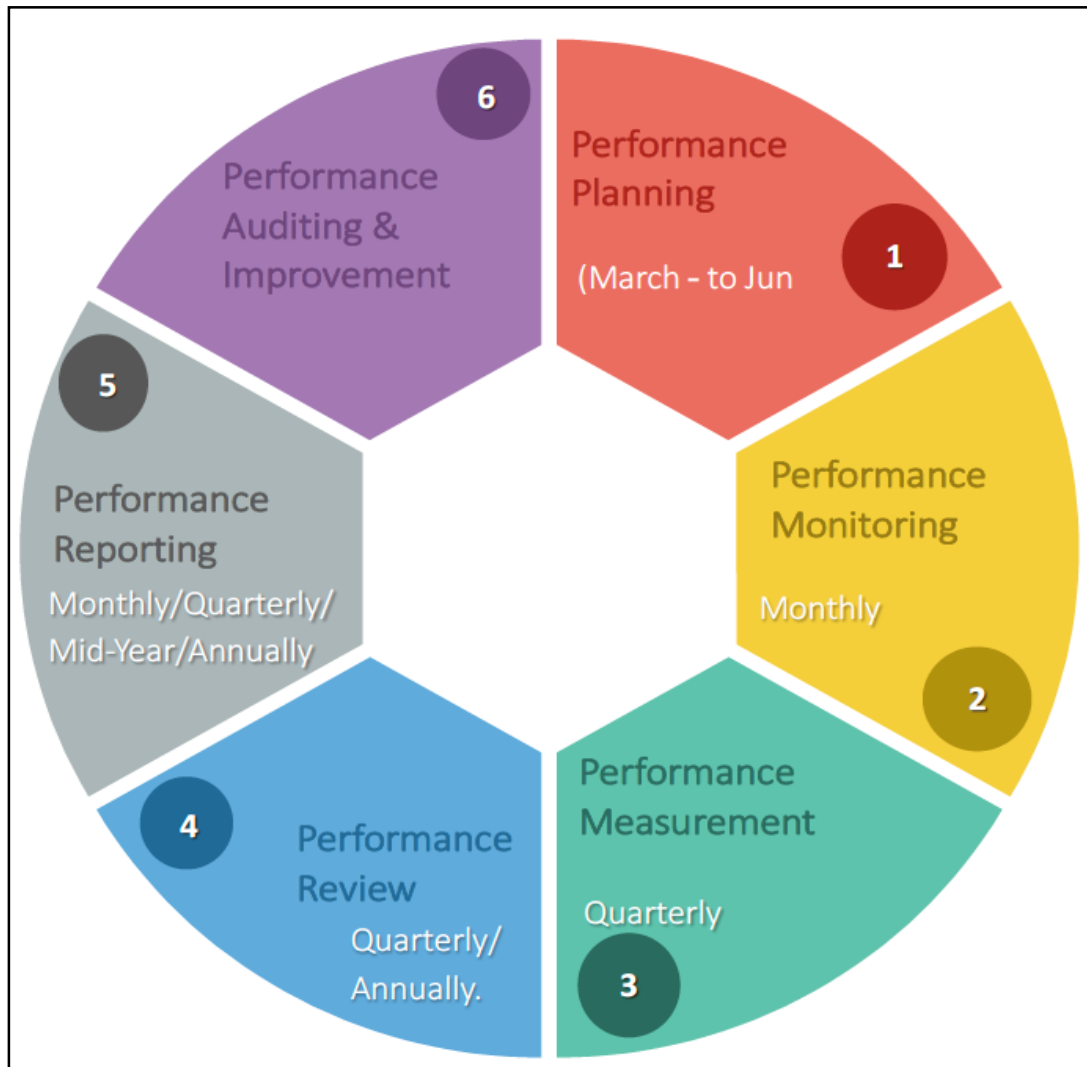 1
Performance
Planning
(March - to Jun
2
Performance
Monitoring
Monthly
3
Performance
Measurement
Quarterly
4
Performance
Review
Quarterly/
Annually.
5
Performance
Reporting
Monthly/Quarterly/
Mid-Year/Annually
6
Performance
Auditing &
Improvement